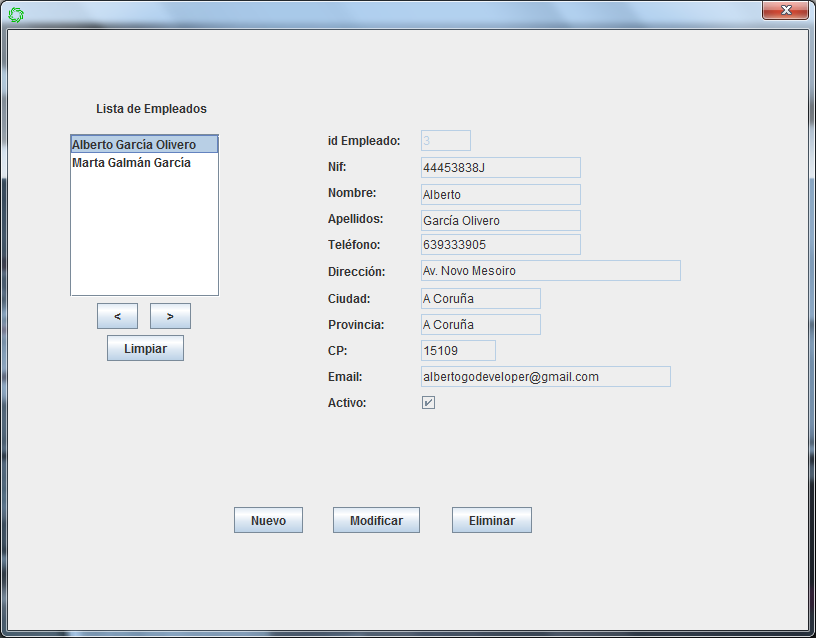 Lista de Empleados
Alberto García Olivero
Marta Galmán García
<
>
Limpiar
id Empleado: 3
Nif: 44453838J
Nombre: Alberto
Apellidos: García Olivero
Teléfono: 639333905
Dirección: Av. Novo Mesoiro
Ciudad: A Coruña
Provincia: A Coruña
CP: 15109
Email: albertogodeveloper@gmail.com
Activo:
Nuevo
Modificar
Eliminar